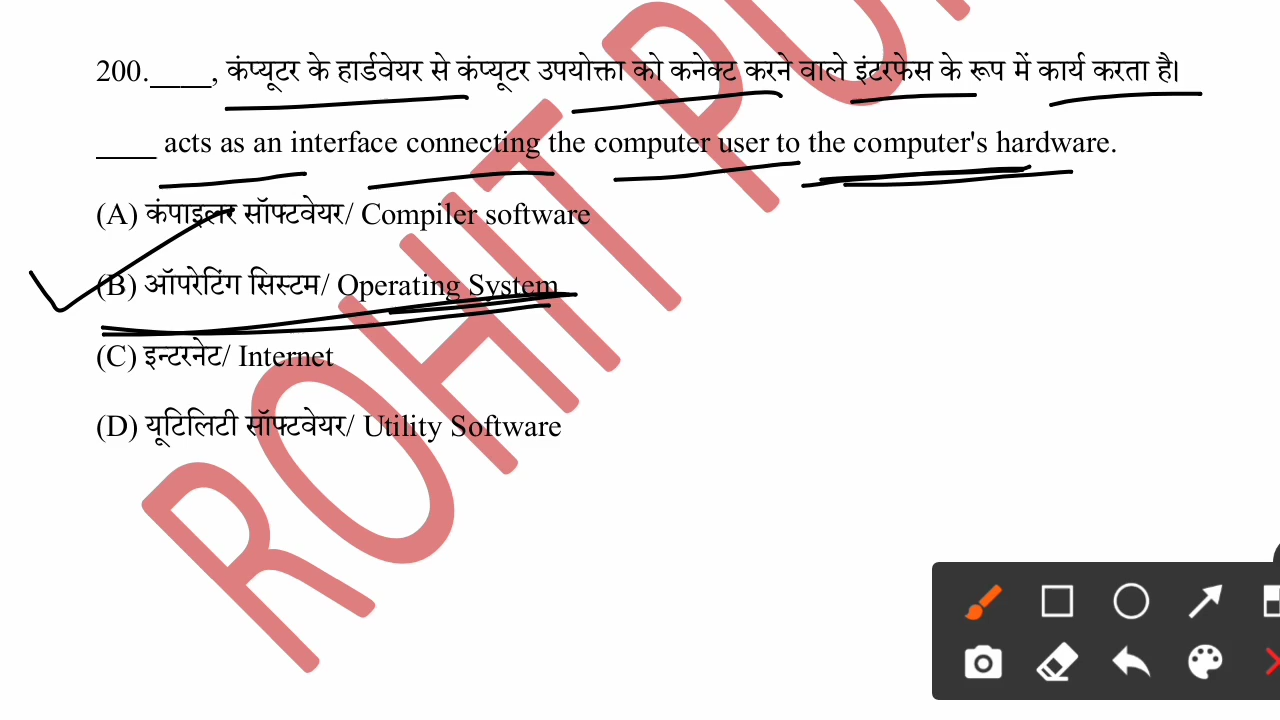 200.____, कंप्यूटर के हार्डवेयर से कंप्यूटर उपयोक्ता को कनेक्ट करने वाले इंटरफेस के रूप में कार्य करता है।
____ acts as an interface connecting the computer user to the computer's hardware.
(A) कंपाइलर सॉफ्टवेयर/ Compiler software
(B) ऑपरेटिंग सिस्टम/ Operating System
(C) इन्टरनेट/ Internet
(D) यूटिलिटी सॉफ्टवेयर/ Utility Software
ROHIT